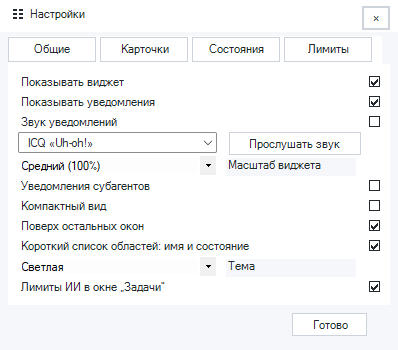 Настройки
×
Общие Карточки Состояния Лимиты
Показывать виджет
Показывать уведомления
Звук уведомлений
ICQ «Uh-oh!» Прослушать звук
Средний (100%) Масштаб виджета
Уведомления субагентов
Компактный вид
Поверх остальных окон
Короткий список областей: имя и состояние
Светлая Тема
Лимиты ИИ в окне „Задачи“
Готово